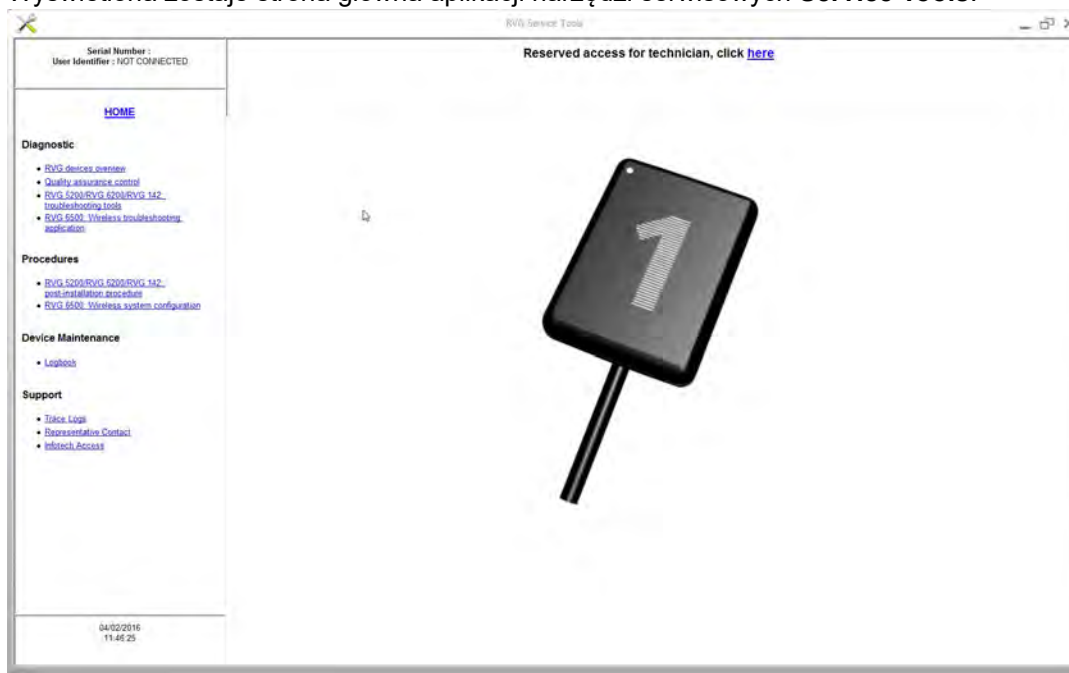 Wyświetlona zostaje strona główna aplikacji narzędzi serwisowych Service Tools.
RVG Service Tools
Serial Number :
User Identifier : NOT CONNECTED
HOME
Diagnostic
• RVG devices overview
• Quality assurance control
• RVG 5200/RVG 6200/RVG 142
troubleshooting tools
• RVG 6500: Wireless troubleshooting
application
Procedures
• RVG 5200/RVG 6200/RVG 142
post-installation procedure
• RVG 6500: Wireless system configuration
Device Maintenance
• Logbook
Support
• Trace Logs
• Representative Contact
• Infotech Access
04/02/2016
11:46:25
Reserved access for technician, click here
1